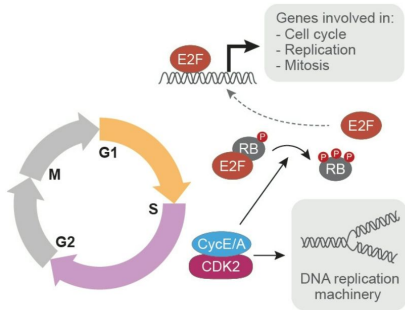 Genes involved in:
- Cell cycle
- Replication
- Mitosis
E2F
E2F
P
RB
E2F
P P P
RB
G1
M
S
G2
CycE/A
CDK2
DNA replication
machinery